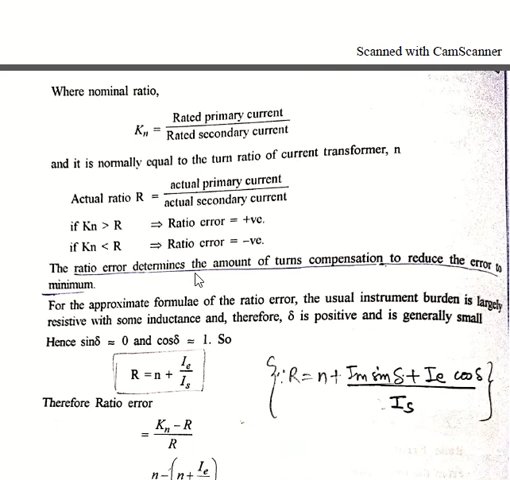 Scanned with CamScanner
Where nominal ratio,
Kn = Rated primary current / Rated secondary current
and it is normally equal to the turn ratio of current transformer, n
Actual ratio R = actual primary current / actual secondary current
if Kn > R ⇒ Ratio error = +ve.
if Kn < R ⇒ Ratio error = −ve.
The ratio error determines the amount of turns compensation to reduce the error to
minimum.
For the approximate formulae of the ratio error, the usual instrument burden is largely
resistive with some inductance and, therefore, δ is positive and is generally small
Hence sinδ ≈ 0 and cosδ ≈ 1. So
R = n + Ie / Is
{∵ R = n + Im sin δ + Ie cos δ / Is}
Therefore Ratio error
= Kn − R / R
n−(n+ Ie)